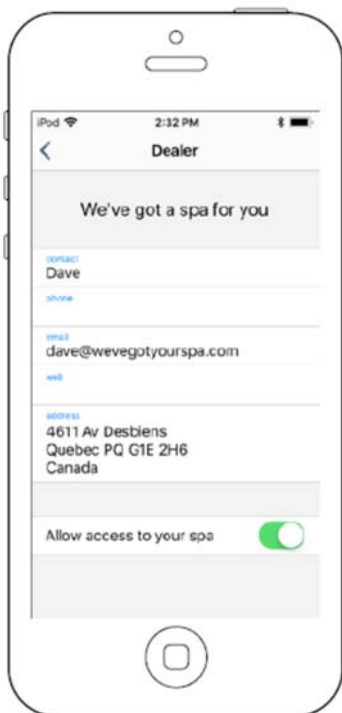 iPod
2:32 PM
Dealer
We've got a spa for you
contact
Dave
phone
email
dave@wevegotyourspa.com
web
address
4611 Av Desbiens
Quebec PQ G1E 2H6
Canada
Allow access to your spa